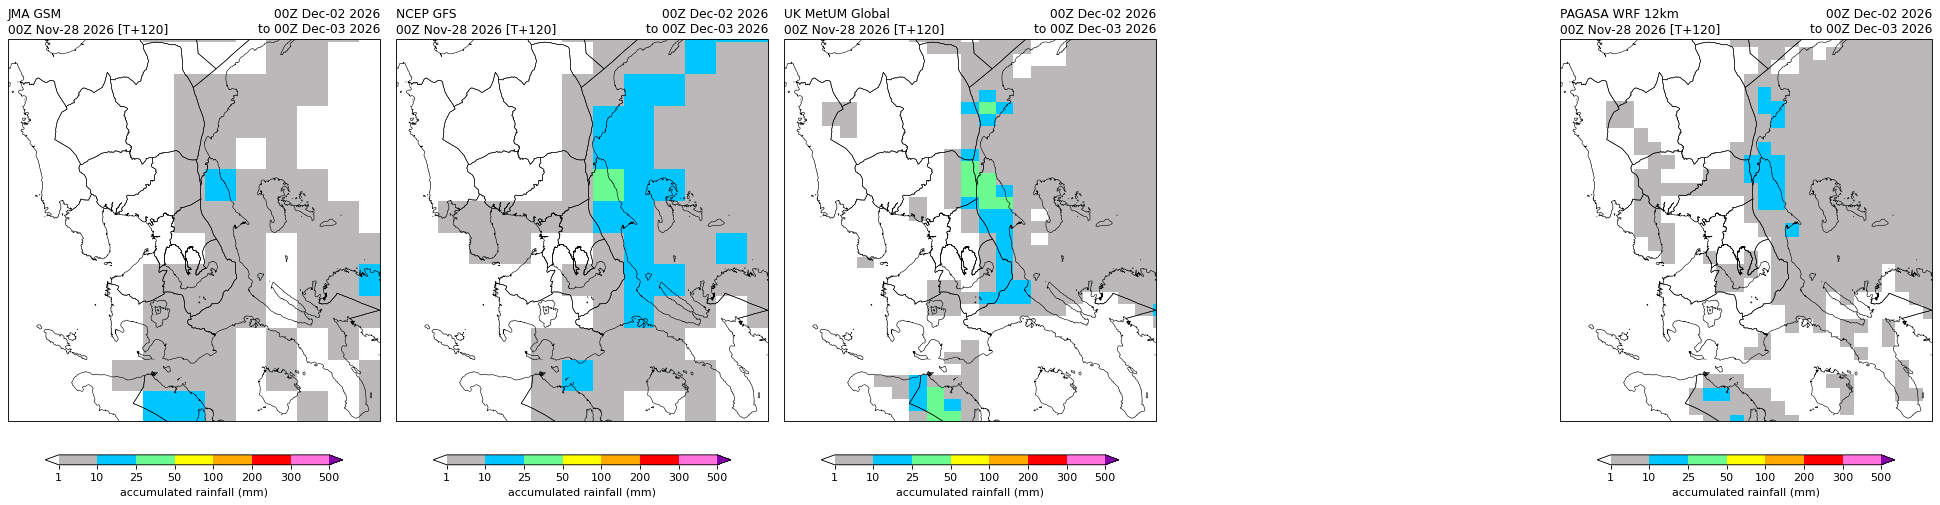 JMA GSM 00Z Dec-02 2026
00Z Nov-28 2026 [T+120] to 00Z Dec-03 2026
1 10 25 50 100 200 300 500
accumulated rainfall (mm)
NCEP GFS 00Z Dec-02 2026
00Z Nov-28 2026 [T+120] to 00Z Dec-03 2026
1 10 25 50 100 200 300 500
accumulated rainfall (mm)
UK MetUM Global 00Z Dec-02 2026
00Z Nov-28 2026 [T+120] to 00Z Dec-03 2026
1 10 25 50 100 200 300 500
accumulated rainfall (mm)
PAGASA WRF 12km 00Z Dec-02 2026
00Z Nov-28 2026 [T+120] to 00Z Dec-03 2026
1 10 25 50 100 200 300 500
accumulated rainfall (mm)